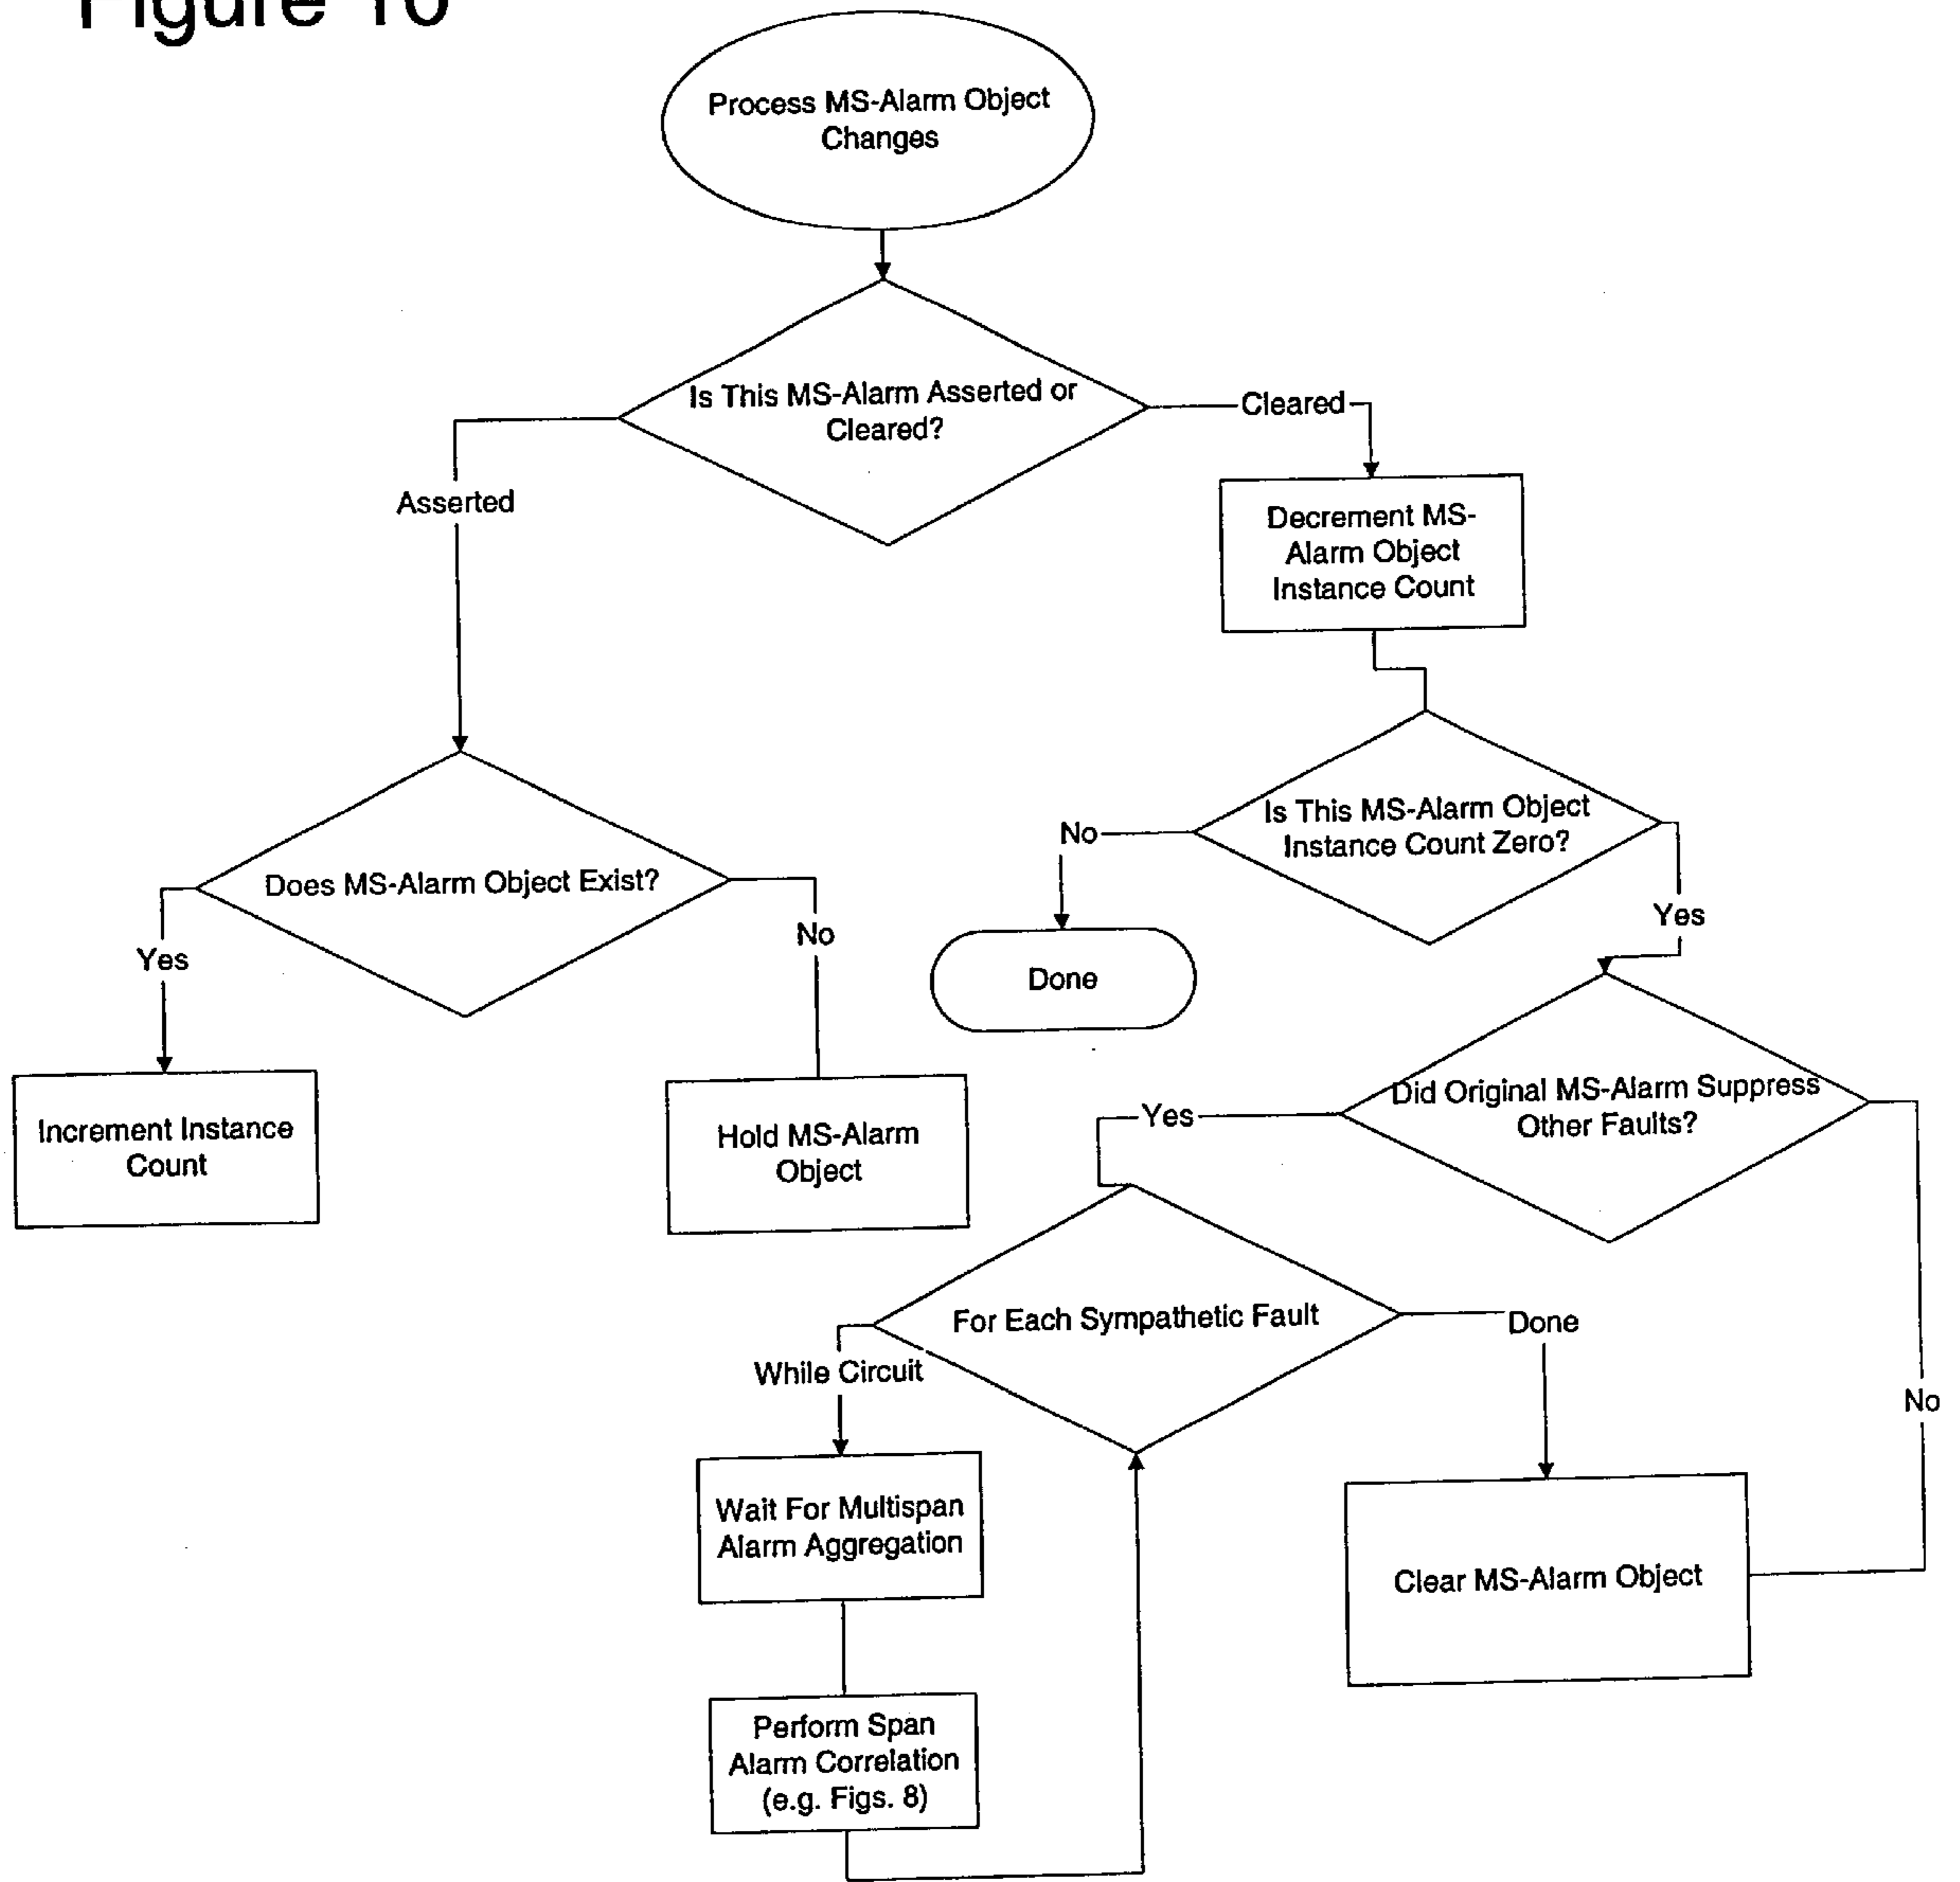 Figure 10
Process MS-Alarm Object
Changes
Is This MS-Alarm Asserted or
Cleared?
Cleared
Asserted
Decrement MS-
Alarm Object
Instance Count
Is This MS-Alarm Object
Instance Count Zero?
No
Yes
Does MS-Alarm Object Exist?
Yes
No
Done
Increment Instance
Count
Hold MS-Alarm
Object
Did Original MS-Alarm Suppress
Other Faults?
Yes
No
For Each Sympathetic Fault
Done
While Circuit
Wait For Multispan
Alarm Aggregation
Clear MS-Alarm Object
Perform Span
Alarm Correlation
(e.g. Figs. 8)